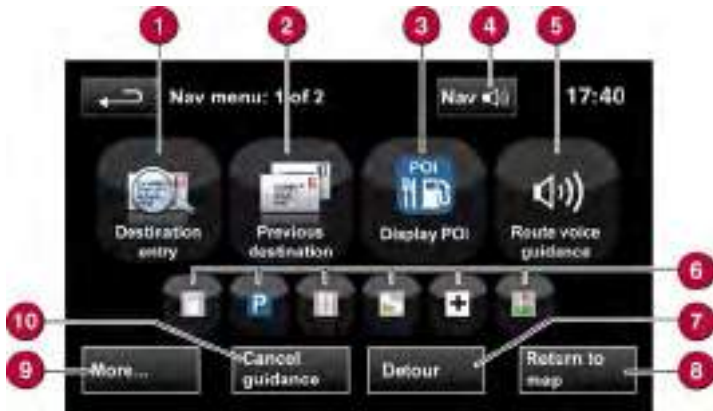 1 2 3 4 5
Nav menu: 1 of 2
Nav
17:40
POI
Destination
entry
Previous
destination
Display POI
Route voice
guidance
6
P
10
7
9
More...
Cancel
guidance
Detour
Return to
map
8